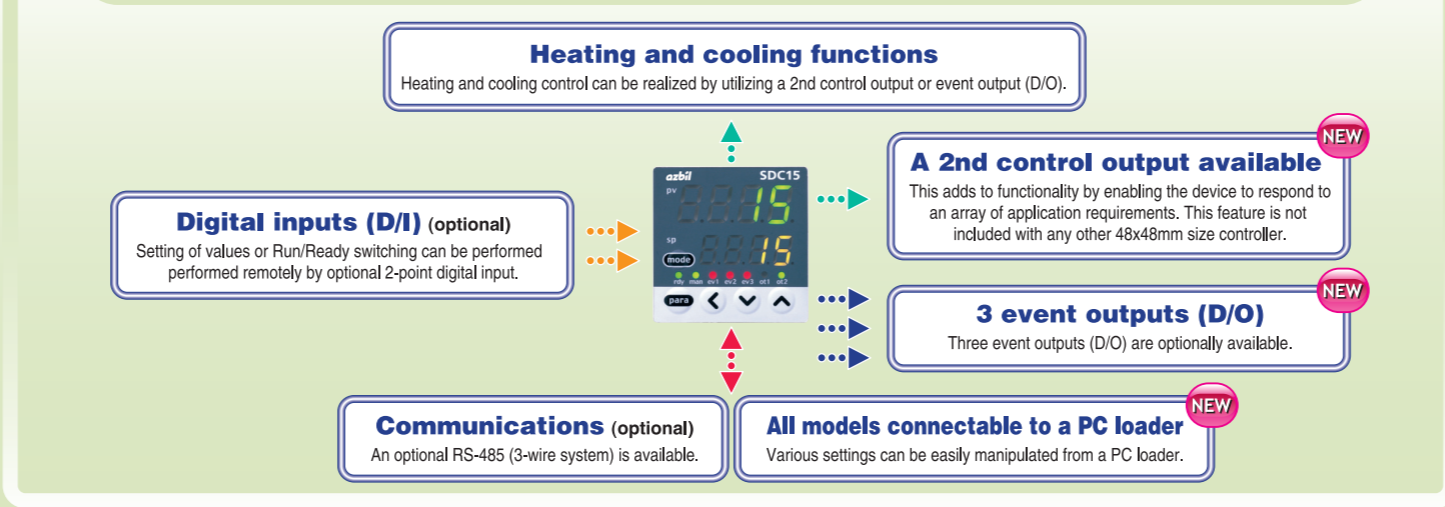 Heating and cooling functions
Heating and cooling control can be realized by utilizing a 2nd control output or event output (D/O).
NEW
A 2nd control output available
This adds to functionality by enabling the device to respond to
an array of application requirements. This feature is not
included with any other 48x48mm size controller.
Digital inputs (D/I) (optional)
Setting of values or Run/Ready switching can be performed
performed remotely by optional 2-point digital input.
azbil SDC15
pv
15
sp
15
mode
rdy man ev1 ev2 ev3 ot1 ot2
para
NEW
3 event outputs (D/O)
Three event outputs (D/O) are optionally available.
Communications (optional)
An optional RS-485 (3-wire system) is available.
NEW
All models connectable to a PC loader
Various settings can be easily manipulated from a PC loader.